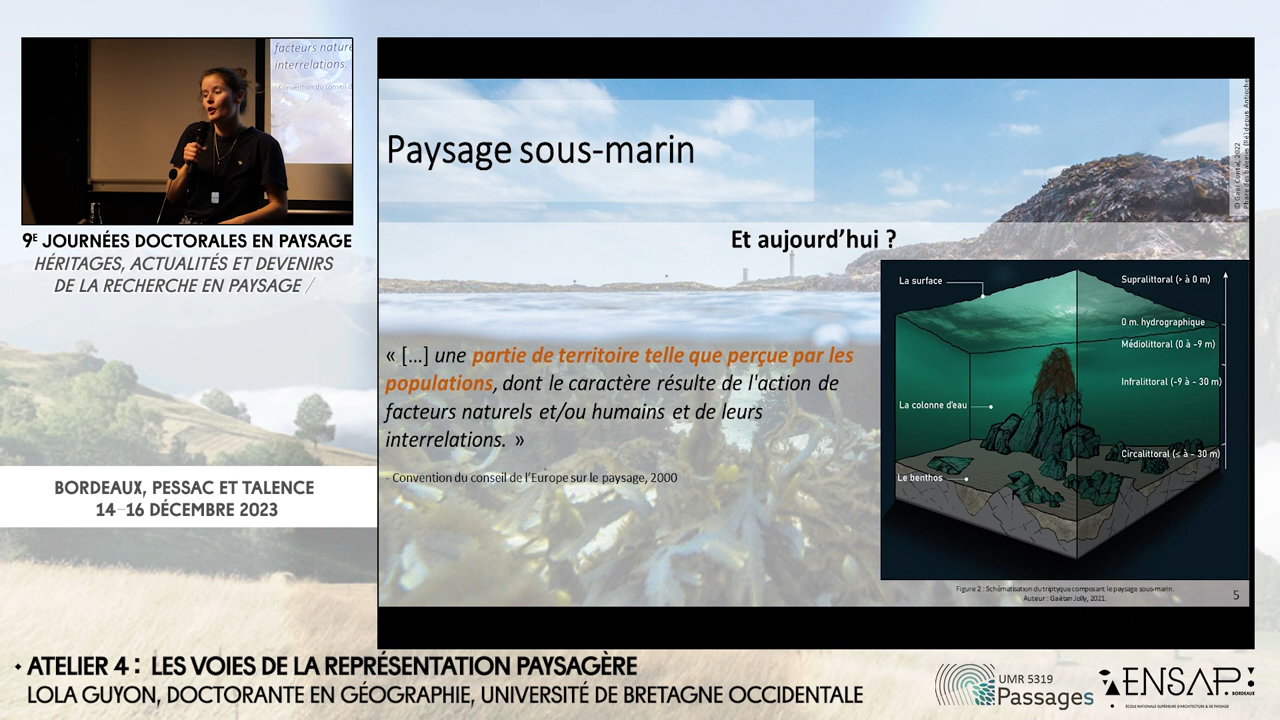 facteurs nature
interrelations.
Convention du conseil d
9E JOURNÉES DOCTORALES EN PAYSAGE
HÉRITAGES, ACTUALITÉS ET DEVENIRS
DE LA RECHERCHE EN PAYSAGE /
BORDEAUX, PESSAC ET TALENCE
14–16 DÉCEMBRE 2023
Paysage sous-marin
Et aujourd'hui ?
« [...] une partie de territoire telle que perçue par les
populations, dont le caractère résulte de l'action de
facteurs naturels et/ou humains et de leurs
interrelations. »
- Convention du conseil de l'Europe sur le paysage, 2000
La surface
La colonne d'eau
Le benthos
Supralittoral (> à 0 m)
0 m. hydrographique
Médiolittoral (0 à -9 m)
Infralittoral (-9 à - 30 m)
Circalittoral (≤ à - 30 m)
Figure 2 : Schématisation du triptyque composant le paysage sous-marin.
Auteur : Gaëtan Jolly, 2021.
5
ATELIER 4 : LES VOIES DE LA REPRÉSENTATION PAYSAGÈRE
LOLA GUYON, DOCTORANTE EN GÉOGRAPHIE, UNIVERSITÉ DE BRETAGNE OCCIDENTALE
UMR 5319
Passages
ENSAP
BORDEAUX
ÉCOLE NATIONALE SUPÉRIEURE D'ARCHITECTURE & DE PAYSAGE